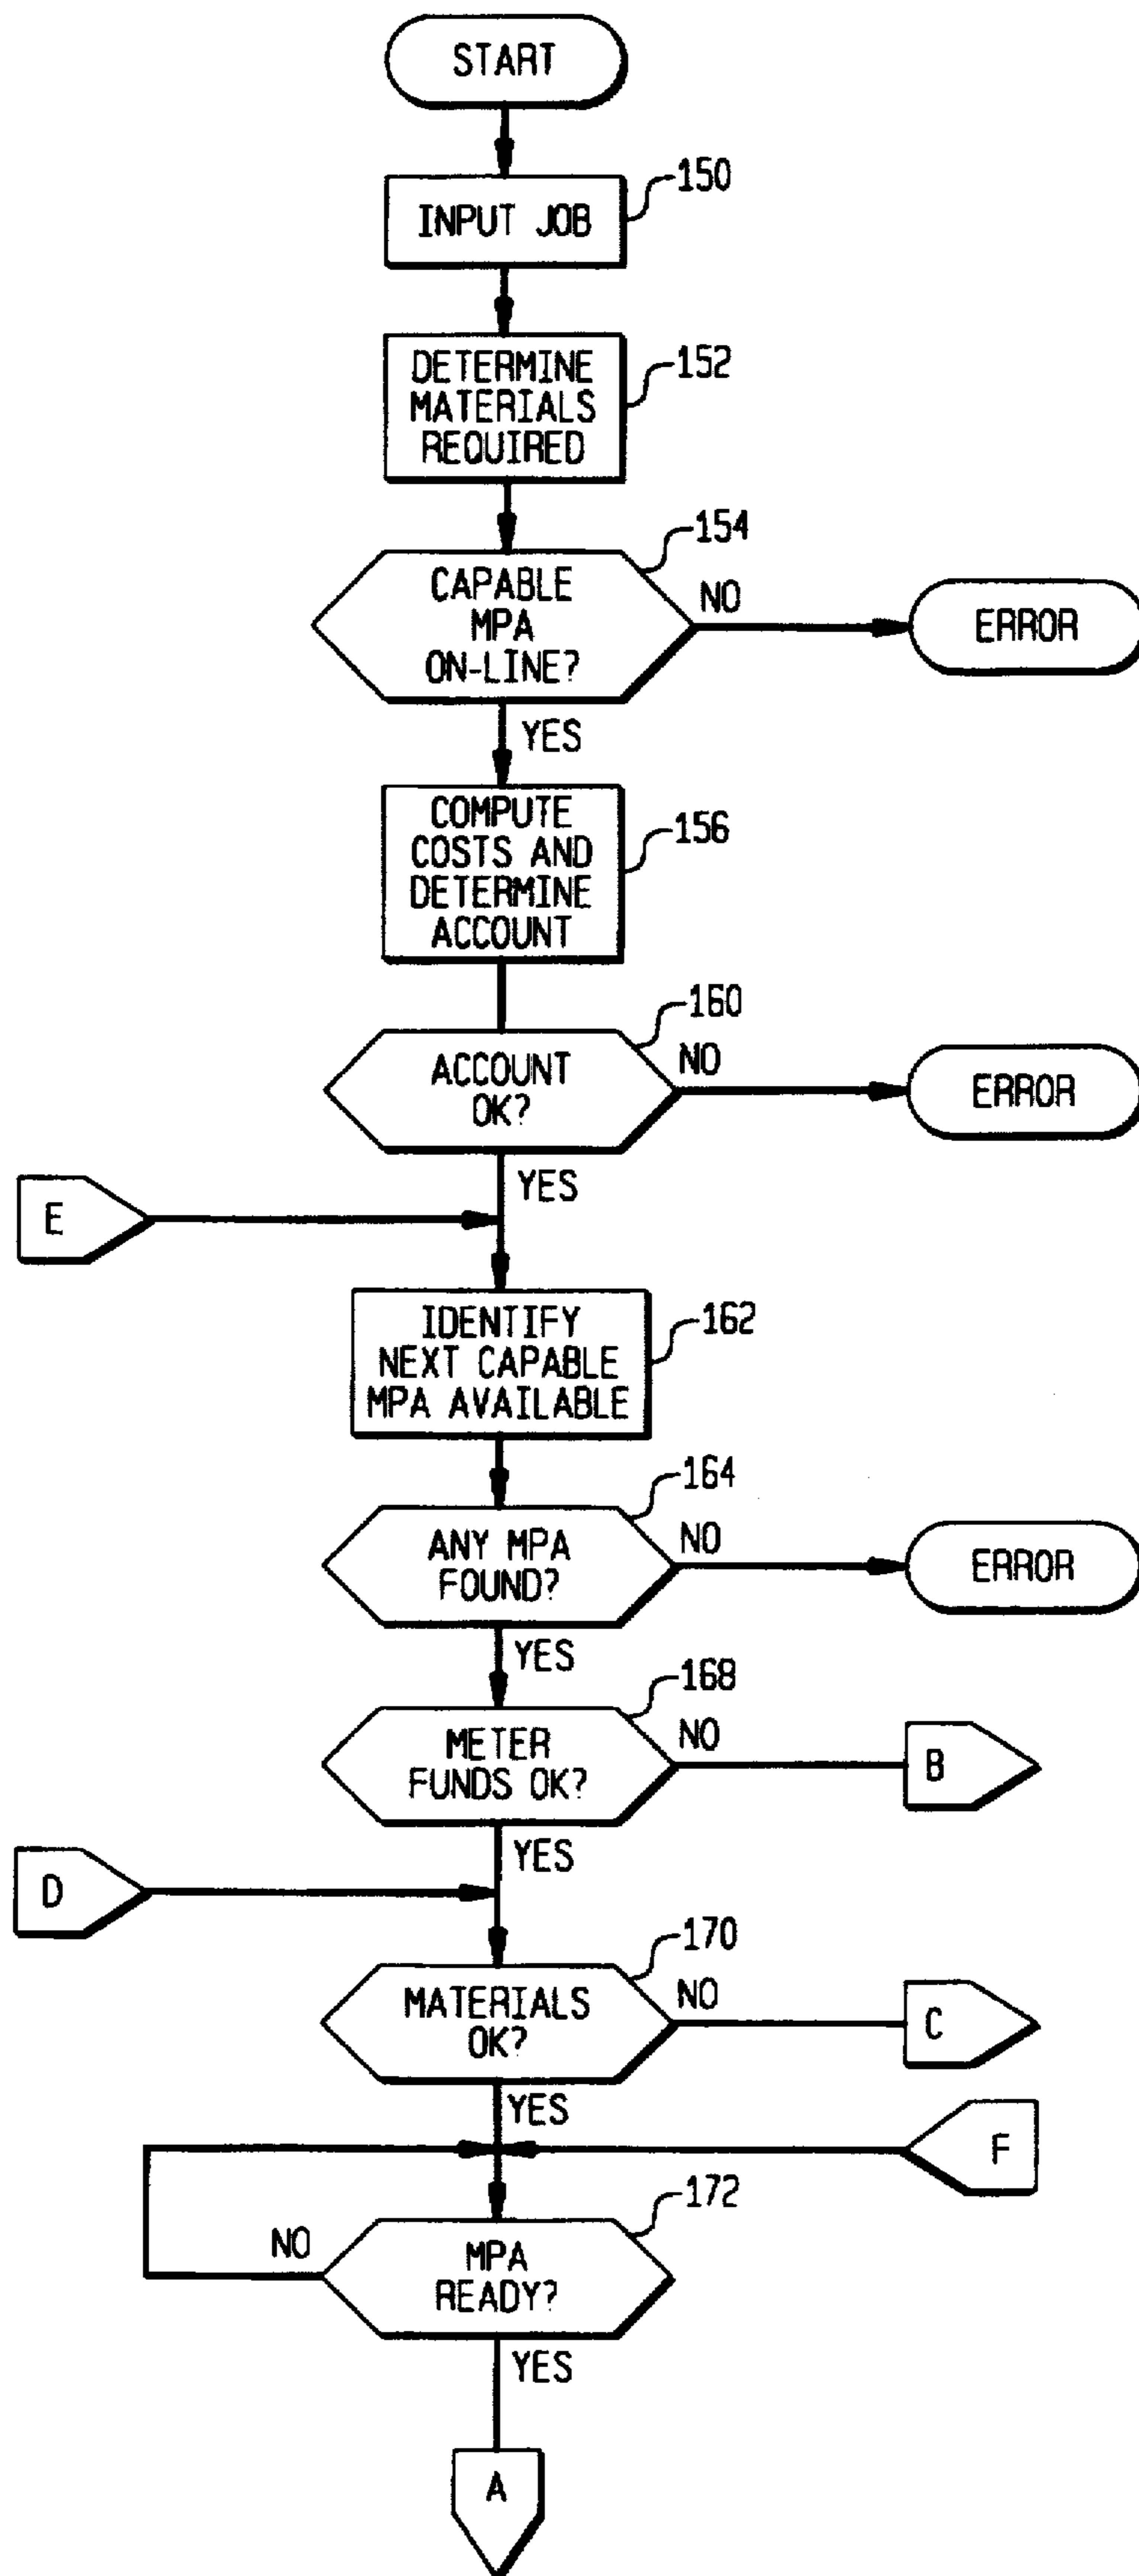 START
INPUT JOB
150
DETERMINE
MATERIALS
REQUIRED
152
CAPABLE
MPA
ON-LINE?
154
NO
ERROR
YES
COMPUTE
COSTS AND
DETERMINE
ACCOUNT
156
ACCOUNT
OK?
160
NO
ERROR
YES
E
IDENTIFY
NEXT CAPABLE
MPA AVAILABLE
162
ANY MPA
FOUND?
164
NO
ERROR
YES
METER
FUNDS OK?
168
NO
B
YES
D
MATERIALS
OK?
170
NO
C
YES
F
MPA
READY?
172
NO
YES
A